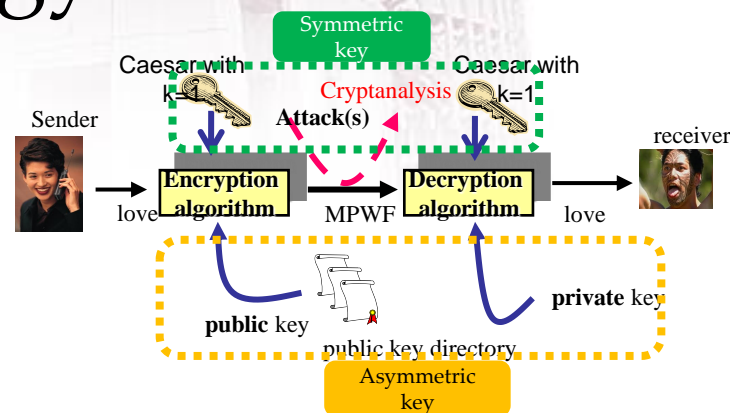 Symmetric
key
Caesar with
k=1
Caesar with
k=1
Cryptanalysis
Attack(s)
Sender
receiver
Encryption
algorithm
Decryption
algorithm
love
MPWF
love
public key
private key
public key directory
Asymmetric
key